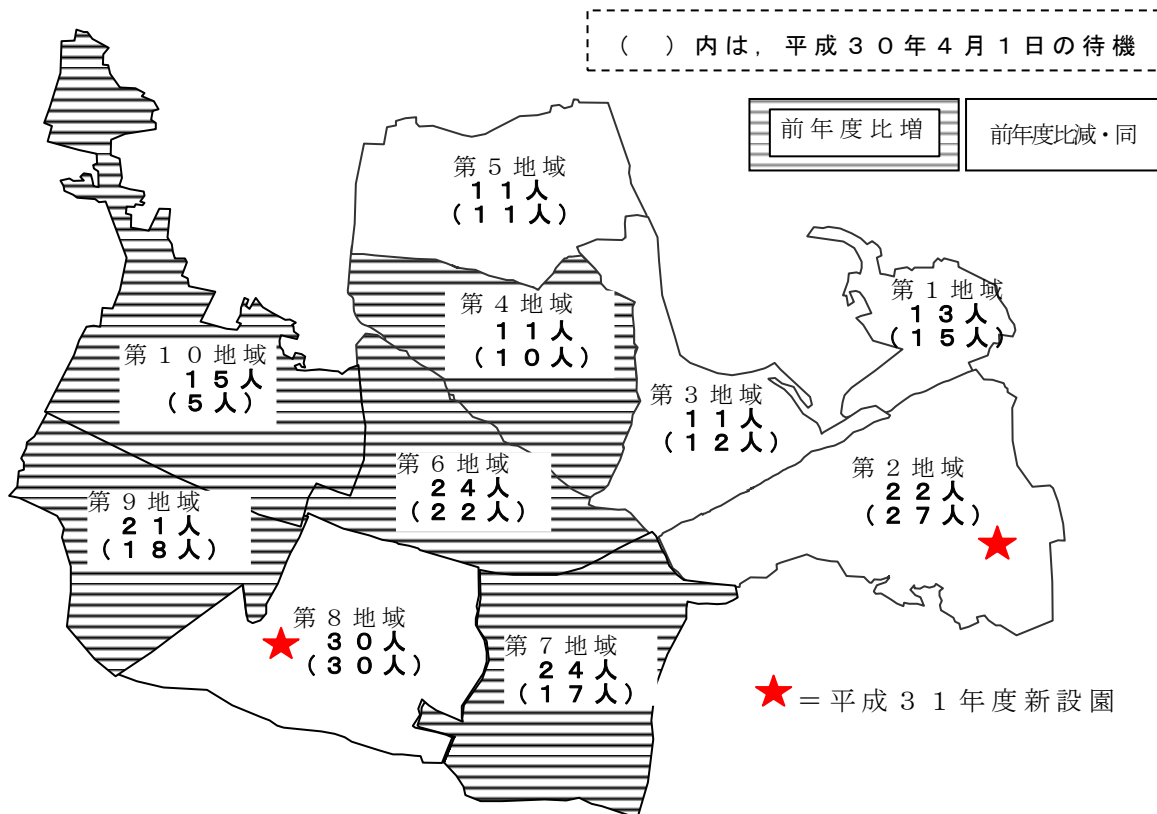 (　)内は，平成３０年４月１日の待機
前年度比増
前年度比減・同
第５地域
１１人
(１１人)
第４地域
１１人
(１０人)
第１地域
１３人
(１５人)
第１０地域
１５人
(５人)
第３地域
１１人
(１２人)
第６地域
２４人
(２２人)
第２地域
２２人
(２７人)
第９地域
２１人
(１８人)
第８地域
３０人
(３０人)
第７地域
２４人
(１７人)
★＝平成３１年度新設園